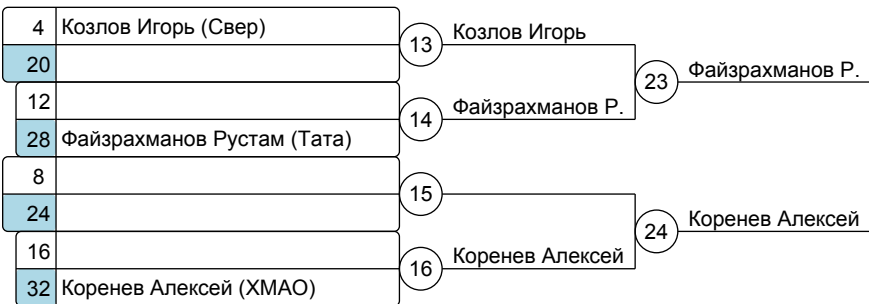 4 Козлов Игорь (Свер)
13 Козлов Игорь
20
23 Файзрахманов Р.
12
14 Файзрахманов Р.
28 Файзрахманов Рустам (Тата)
8
15
24
24 Коренев Алексей
16
16 Коренев Алексей
32 Коренев Алексей (ХМАО)